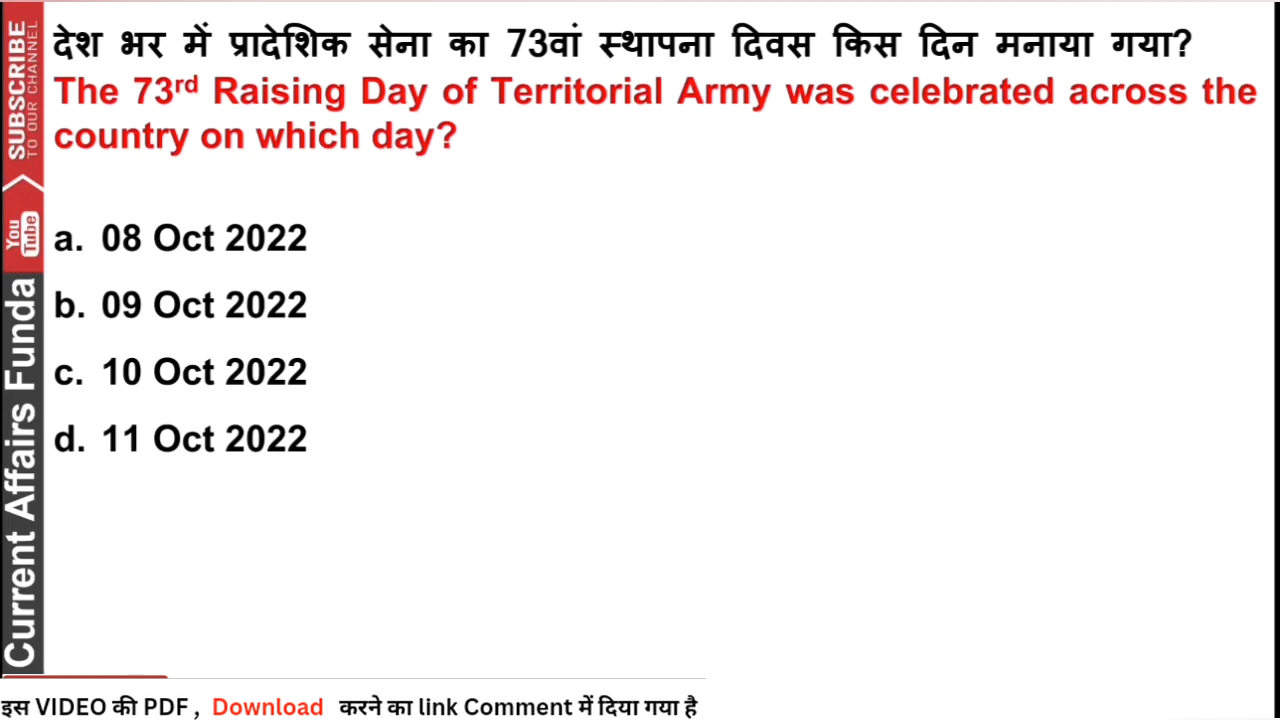 देश भर में प्रादेशिक सेना का 73वां स्थापना दिवस किस दिन मनाया गया?
The 73rd Raising Day of Territorial Army was celebrated across the
country on which day?
a. 08 Oct 2022
b. 09 Oct 2022
c. 10 Oct 2022
d. 11 Oct 2022
SUBSCRIBE
TO OUR CHANNEL
You
Tube
Current Affairs Funda
इस VIDEO की PDF , Download करने का link Comment में दिया गया है